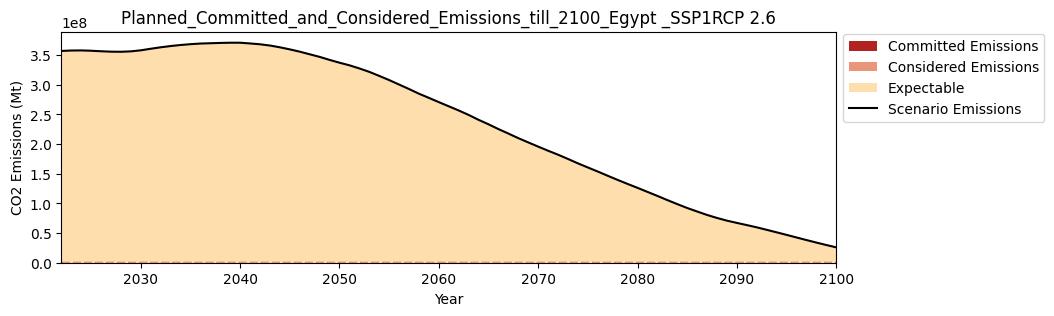 Planned_Committed_and_Considered_Emissions_till_2100_Egypt _SSP1RCP 2.6
1e8
3.5
3.0
2.5
2.0
1.5
1.0
0.5
0.0
CO2 Emissions (Mt)
2030 2040 2050 2060 2070 2080 2090 2100
Year
Committed Emissions
Considered Emissions
Expectable
Scenario Emissions